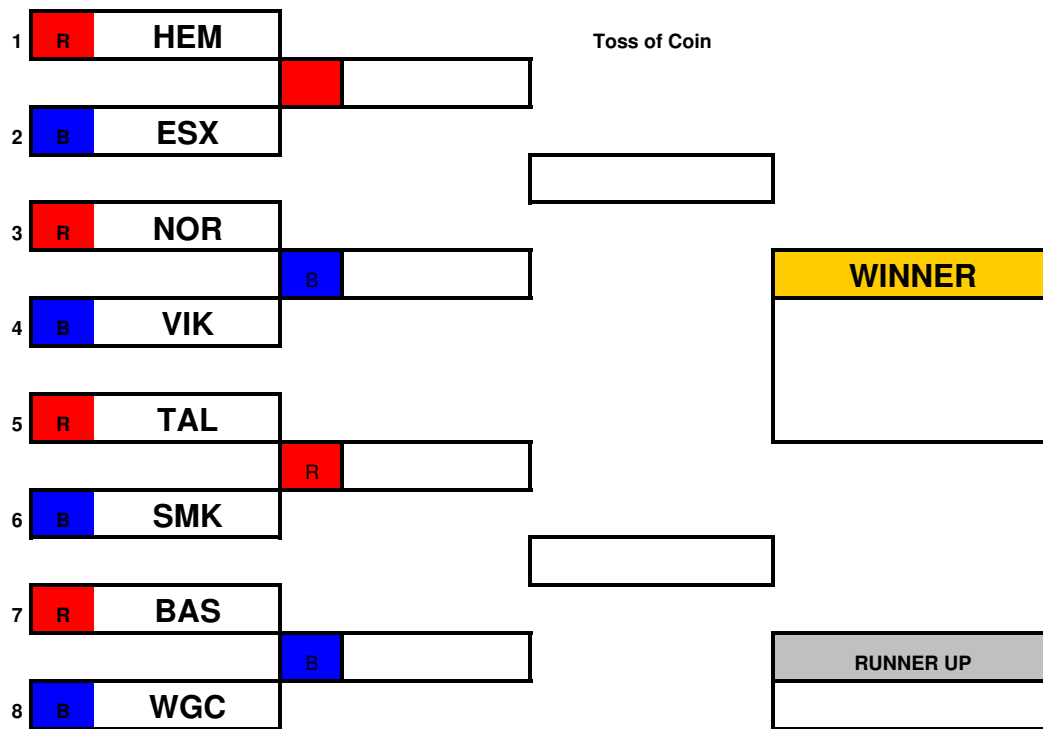 1 R HEM Toss of Coin
2 B ESX
3 R NOR
B WINNER
4 B VIK
5 R TAL
R
6 B SMK
7 R BAS
B RUNNER UP
8 B WGC